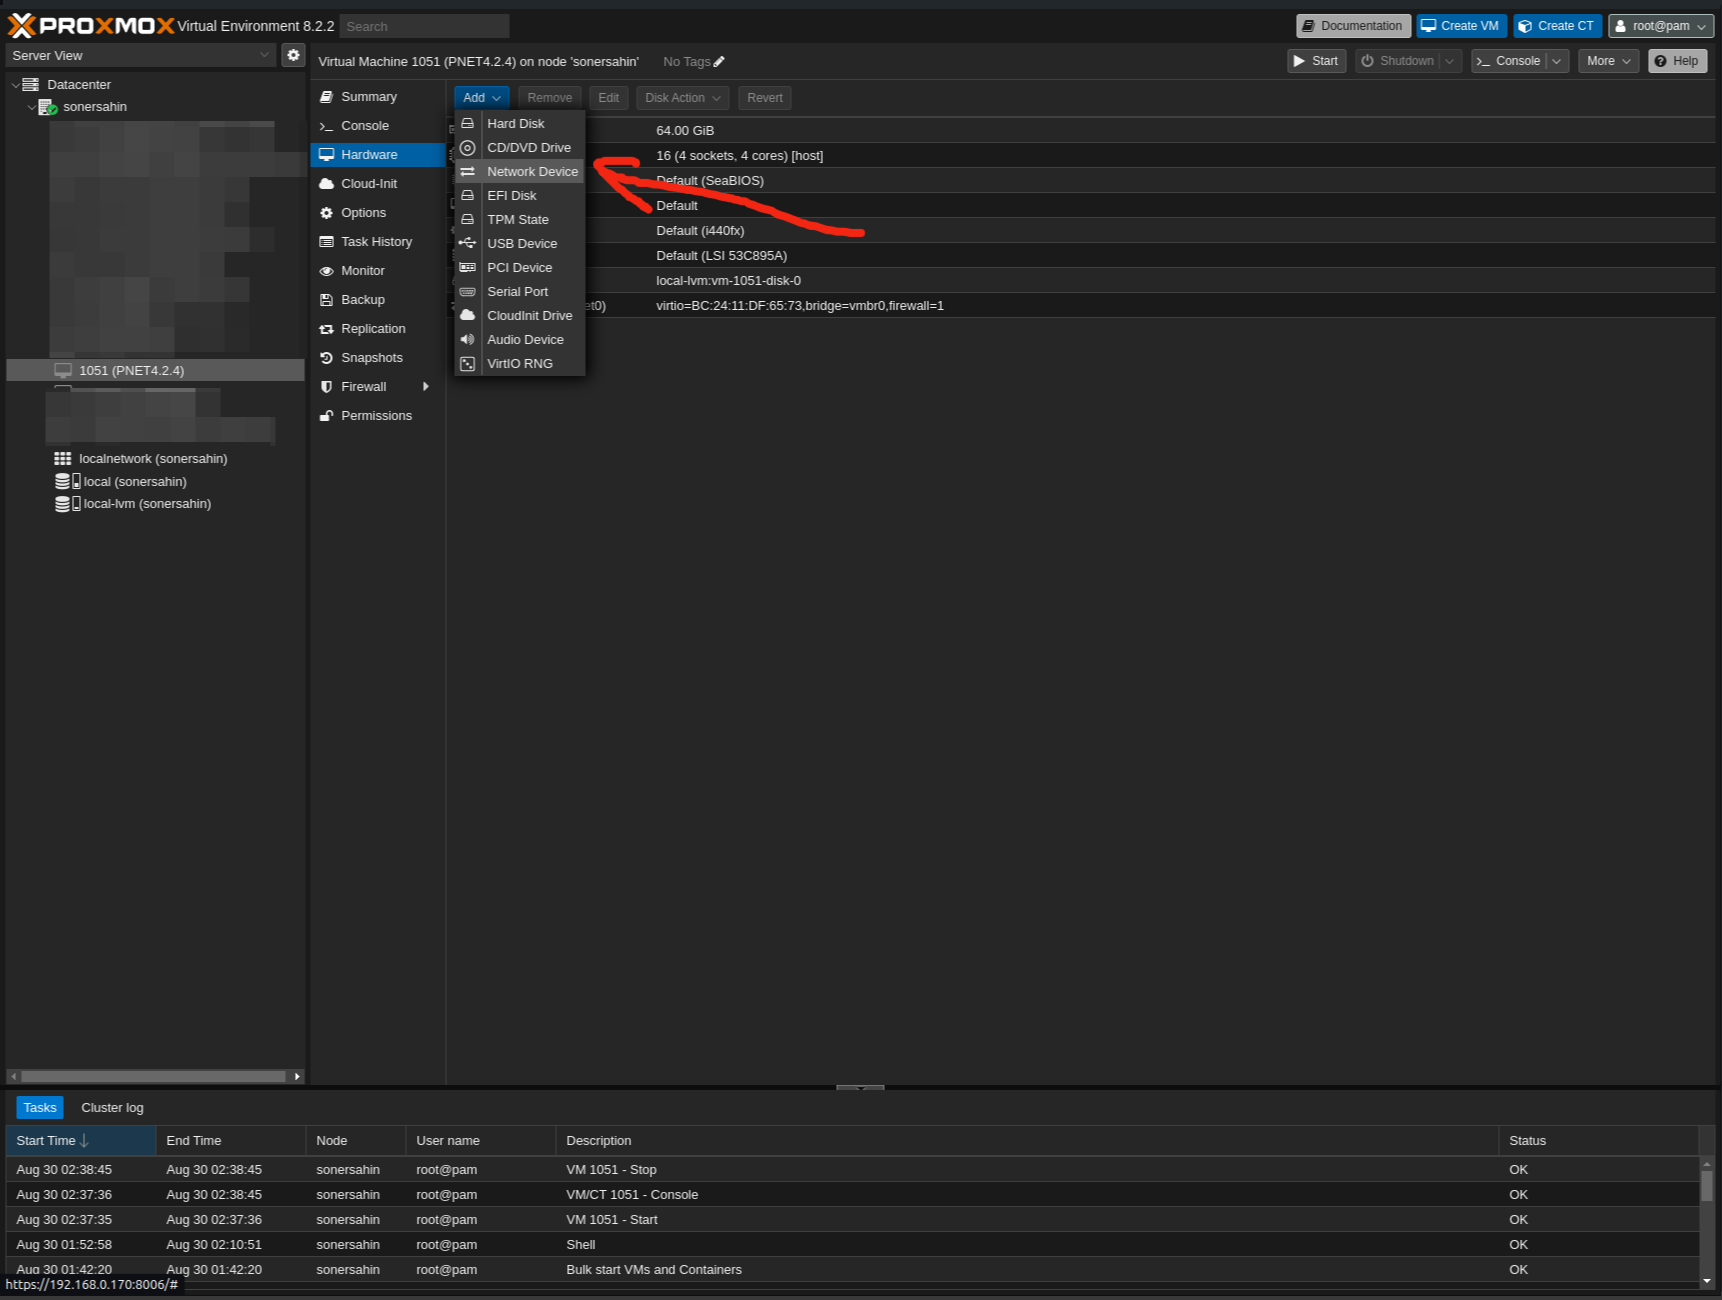 PROXMOX Virtual Environment 8.2.2 Search Documentation Create VM Create CT root@pam
Server View
Virtual Machine 1051 (PNET4.2.4) on node 'sonersahin' No Tags Start Shutdown Console More Help
Datacenter
sonersahin
1051 (PNET4.2.4)
localnetwork (sonersahin)
local (sonersahin)
local-lvm (sonersahin)
Summary
Console
Hardware
Cloud-Init
Options
Task History
Monitor
Backup
Replication
Snapshots
Firewall
Permissions
Add Remove Edit Disk Action Revert
Hard Disk
CD/DVD Drive
Network Device
EFI Disk
TPM State
USB Device
PCI Device
Serial Port
CloudInit Drive
Audio Device
VirtIO RNG
64.00 GiB
16 (4 sockets, 4 cores) [host]
Default (SeaBIOS)
Default
Default (i440fx)
Default (LSI 53C895A)
local-lvm:vm-1051-disk-0
et0) virtio=BC:24:11:DF:65:73,bridge=vmbr0,firewall=1
Tasks Cluster log
Start Time End Time Node User name Description Status
Aug 30 02:38:45 Aug 30 02:38:45 sonersahin root@pam VM 1051 - Stop OK
Aug 30 02:37:36 Aug 30 02:38:45 sonersahin root@pam VM/CT 1051 - Console OK
Aug 30 02:37:35 Aug 30 02:37:36 sonersahin root@pam VM 1051 - Start OK
Aug 30 01:52:58 Aug 30 02:10:51 sonersahin root@pam Shell OK
Aug 30 01:42:20 Aug 30 01:42:20 sonersahin root@pam Bulk start VMs and Containers OK
https://192.168.0.170:8006/#